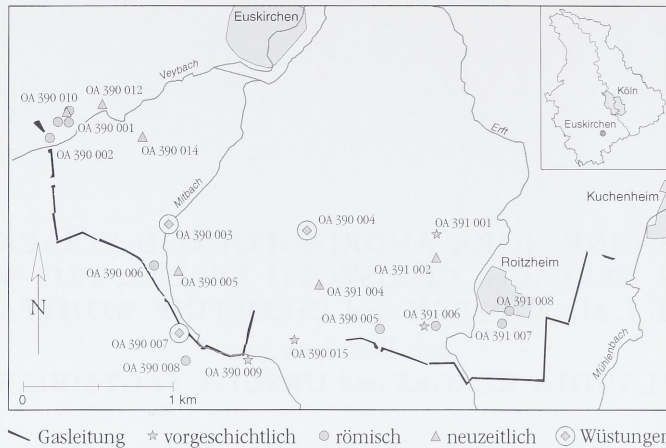 Euskirchen
Veybach
Köln
Euskirchen
OA 390 012
OA 390 010
OA 390 001
OA 390 002
OA 390 014
Erft
Mitbach
Kuchenheim
OA 390 003
OA 390 004
OA 391 001
OA 390 006
OA 390 005
OA 391 002
Roitzheim
OA 391 004
OA 391 008
N
OA 390 005
OA 391 006
OA 391 007
OA 390 007
OA 390 015
Mühlenbach
OA 390 008
OA 390 009
0 1 km
Gasleitung vorgeschichtlich römisch neuzeitlich Wüstungen